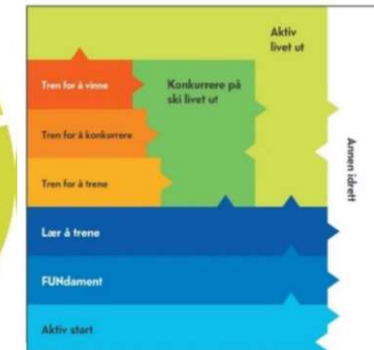 Aktiv
livet ut
Tren for å vinne
Konkurrere på
ski livet ut
Tren for å konkurrere
Tren for å trene
Annen idrett
Lær å trene
FUNdament
Aktiv start